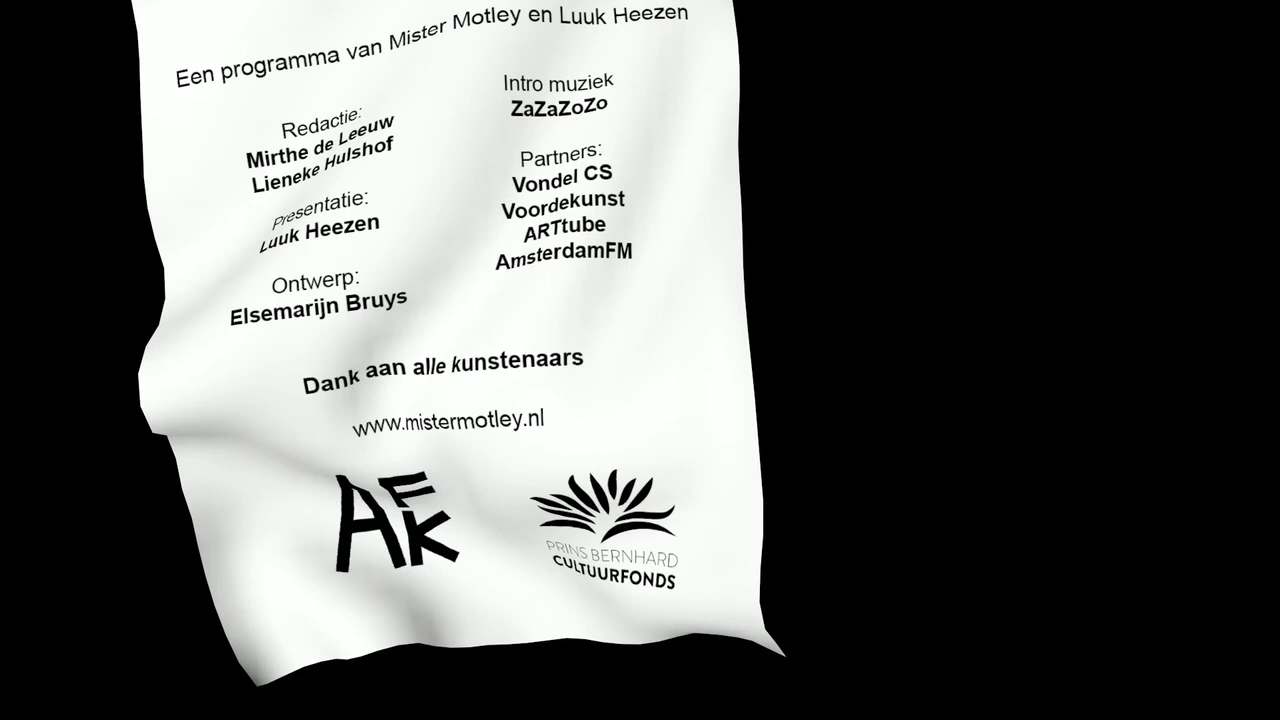 Een programma van Mister Motley en Luuk Heezen
Redactie:
Mirthe de Leeuw
Lieneke Hulshof
Presentatie:
Luuk Heezen
Ontwerp:
Elsemarijn Bruys
Intro muziek
ZaZaZoZo
Partners:
Vondel CS
Voordekunst
ARTtube
AmsterdamFM
Dank aan alle kunstenaars
www.mistermotley.nl
AFK
PRINS BERNHARD
CULTUURFONDS